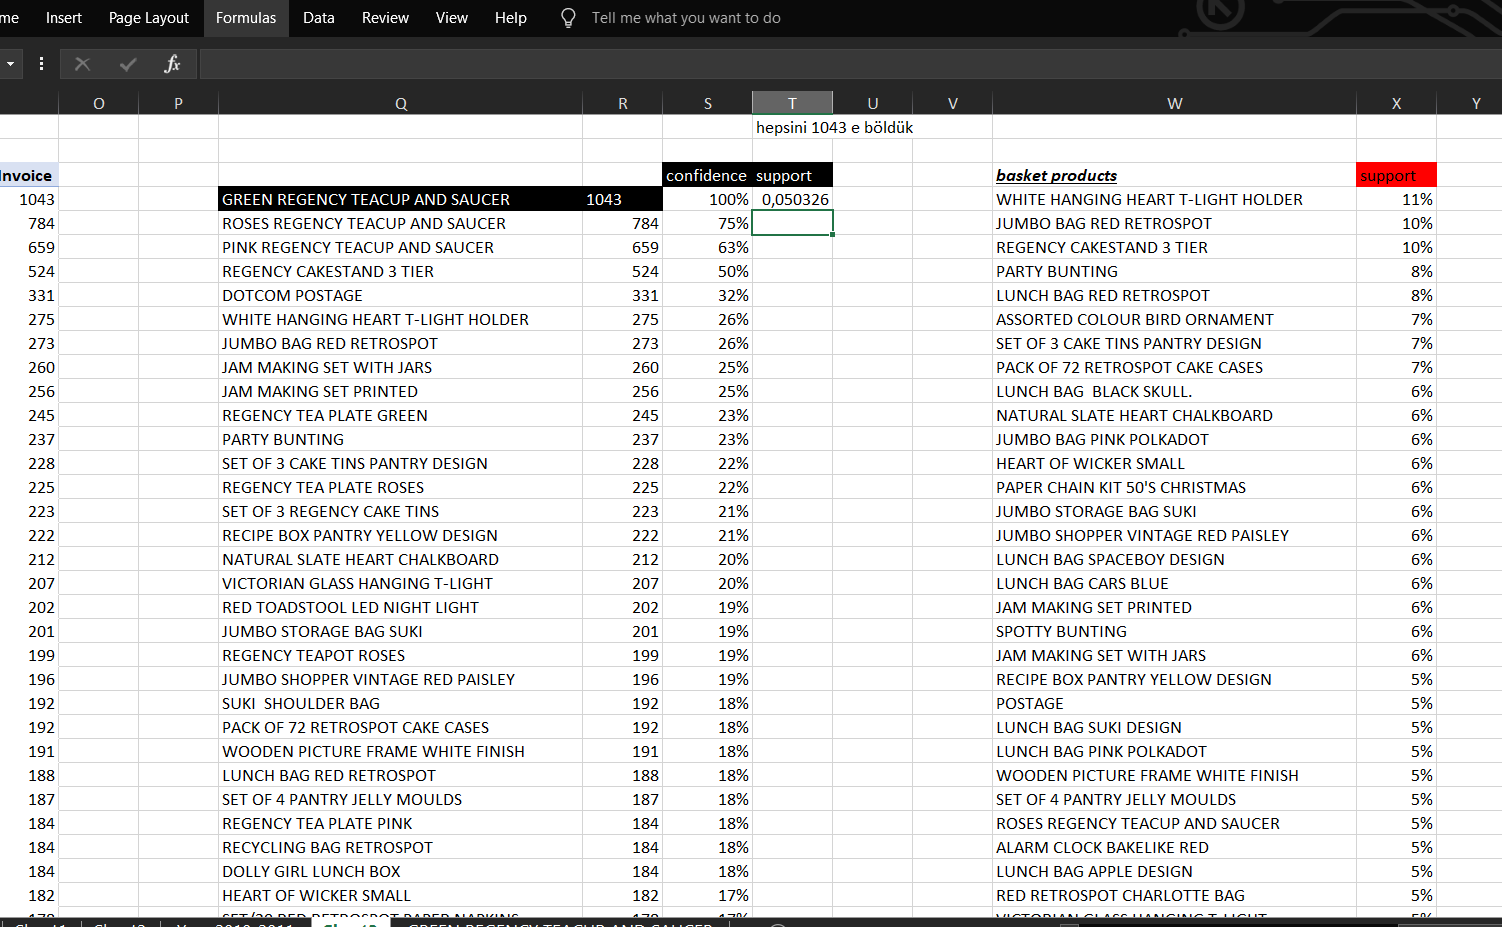 me Insert Page Layout Formulas Data Review View Help Tell me what you want to do
fx
O P Q R S T U V W X Y
hepsini 1043 e böldük
Invoice confidence support basket products support
1043 GREEN REGENCY TEACUP AND SAUCER 1043 100% 0,050326 WHITE HANGING HEART T-LIGHT HOLDER 11%
784 ROSES REGENCY TEACUP AND SAUCER 784 75% JUMBO BAG RED RETROSPOT 10%
659 PINK REGENCY TEACUP AND SAUCER 659 63% REGENCY CAKESTAND 3 TIER 10%
524 REGENCY CAKESTAND 3 TIER 524 50% PARTY BUNTING 8%
331 DOTCOM POSTAGE 331 32% LUNCH BAG RED RETROSPOT 8%
275 WHITE HANGING HEART T-LIGHT HOLDER 275 26% ASSORTED COLOUR BIRD ORNAMENT 7%
273 JUMBO BAG RED RETROSPOT 273 26% SET OF 3 CAKE TINS PANTRY DESIGN 7%
260 JAM MAKING SET WITH JARS 260 25% PACK OF 72 RETROSPOT CAKE CASES 7%
256 JAM MAKING SET PRINTED 256 25% LUNCH BAG  BLACK SKULL. 6%
245 REGENCY TEA PLATE GREEN 245 23% NATURAL SLATE HEART CHALKBOARD 6%
237 PARTY BUNTING 237 23% JUMBO BAG PINK POLKADOT 6%
228 SET OF 3 CAKE TINS PANTRY DESIGN 228 22% HEART OF WICKER SMALL 6%
225 REGENCY TEA PLATE ROSES 225 22% PAPER CHAIN KIT 50'S CHRISTMAS 6%
223 SET OF 3 REGENCY CAKE TINS 223 21% JUMBO STORAGE BAG SUKI 6%
222 RECIPE BOX PANTRY YELLOW DESIGN 222 21% JUMBO SHOPPER VINTAGE RED PAISLEY 6%
212 NATURAL SLATE HEART CHALKBOARD 212 20% LUNCH BAG SPACEBOY DESIGN 6%
207 VICTORIAN GLASS HANGING T-LIGHT 207 20% LUNCH BAG CARS BLUE 6%
202 RED TOADSTOOL LED NIGHT LIGHT 202 19% JAM MAKING SET PRINTED 6%
201 JUMBO STORAGE BAG SUKI 201 19% SPOTTY BUNTING 6%
199 REGENCY TEAPOT ROSES 199 19% JAM MAKING SET WITH JARS 6%
196 JUMBO SHOPPER VINTAGE RED PAISLEY 196 19% RECIPE BOX PANTRY YELLOW DESIGN 5%
192 SUKI  SHOULDER BAG 192 18% POSTAGE 5%
192 PACK OF 72 RETROSPOT CAKE CASES 192 18% LUNCH BAG SUKI DESIGN 5%
191 WOODEN PICTURE FRAME WHITE FINISH 191 18% LUNCH BAG PINK POLKADOT 5%
188 LUNCH BAG RED RETROSPOT 188 18% WOODEN PICTURE FRAME WHITE FINISH 5%
187 SET OF 4 PANTRY JELLY MOULDS 187 18% SET OF 4 PANTRY JELLY MOULDS 5%
184 REGENCY TEA PLATE PINK 184 18% ROSES REGENCY TEACUP AND SAUCER 5%
184 RECYCLING BAG RETROSPOT 184 18% ALARM CLOCK BAKELIKE RED 5%
184 DOLLY GIRL LUNCH BOX 184 18% LUNCH BAG APPLE DESIGN 5%
182 HEART OF WICKER SMALL 182 17% RED RETROSPOT CHARLOTTE BAG 5%